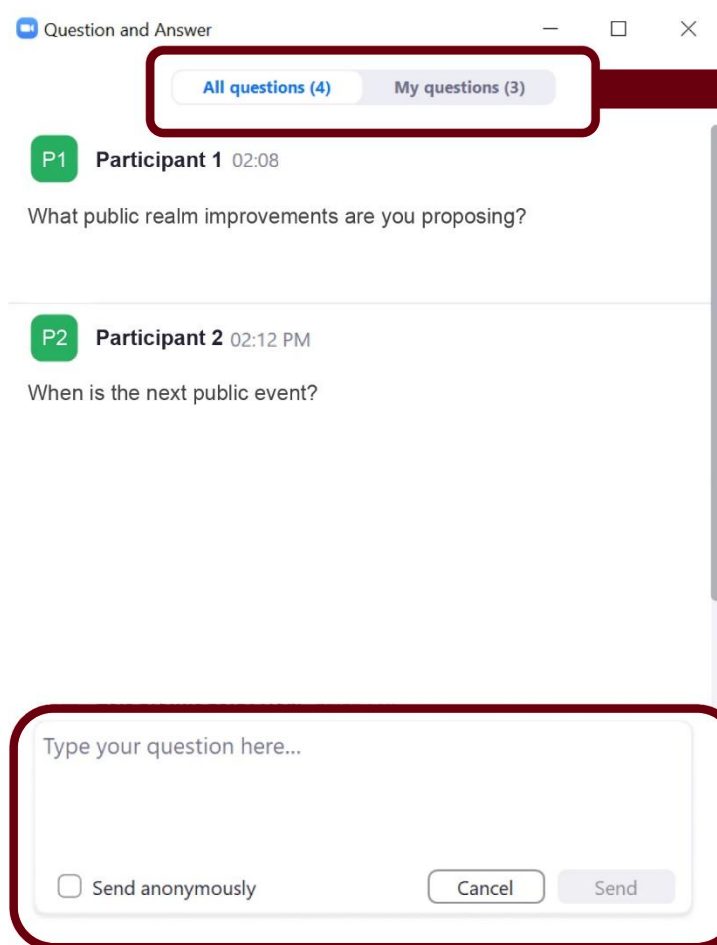 Question and Answer
All questions (4) My questions (3)
P1 Participant 1 02:08
What public realm improvements are you proposing?
P2 Participant 2 02:12 PM
When is the next public event?
Type your question here...
Send anonymously Cancel Send